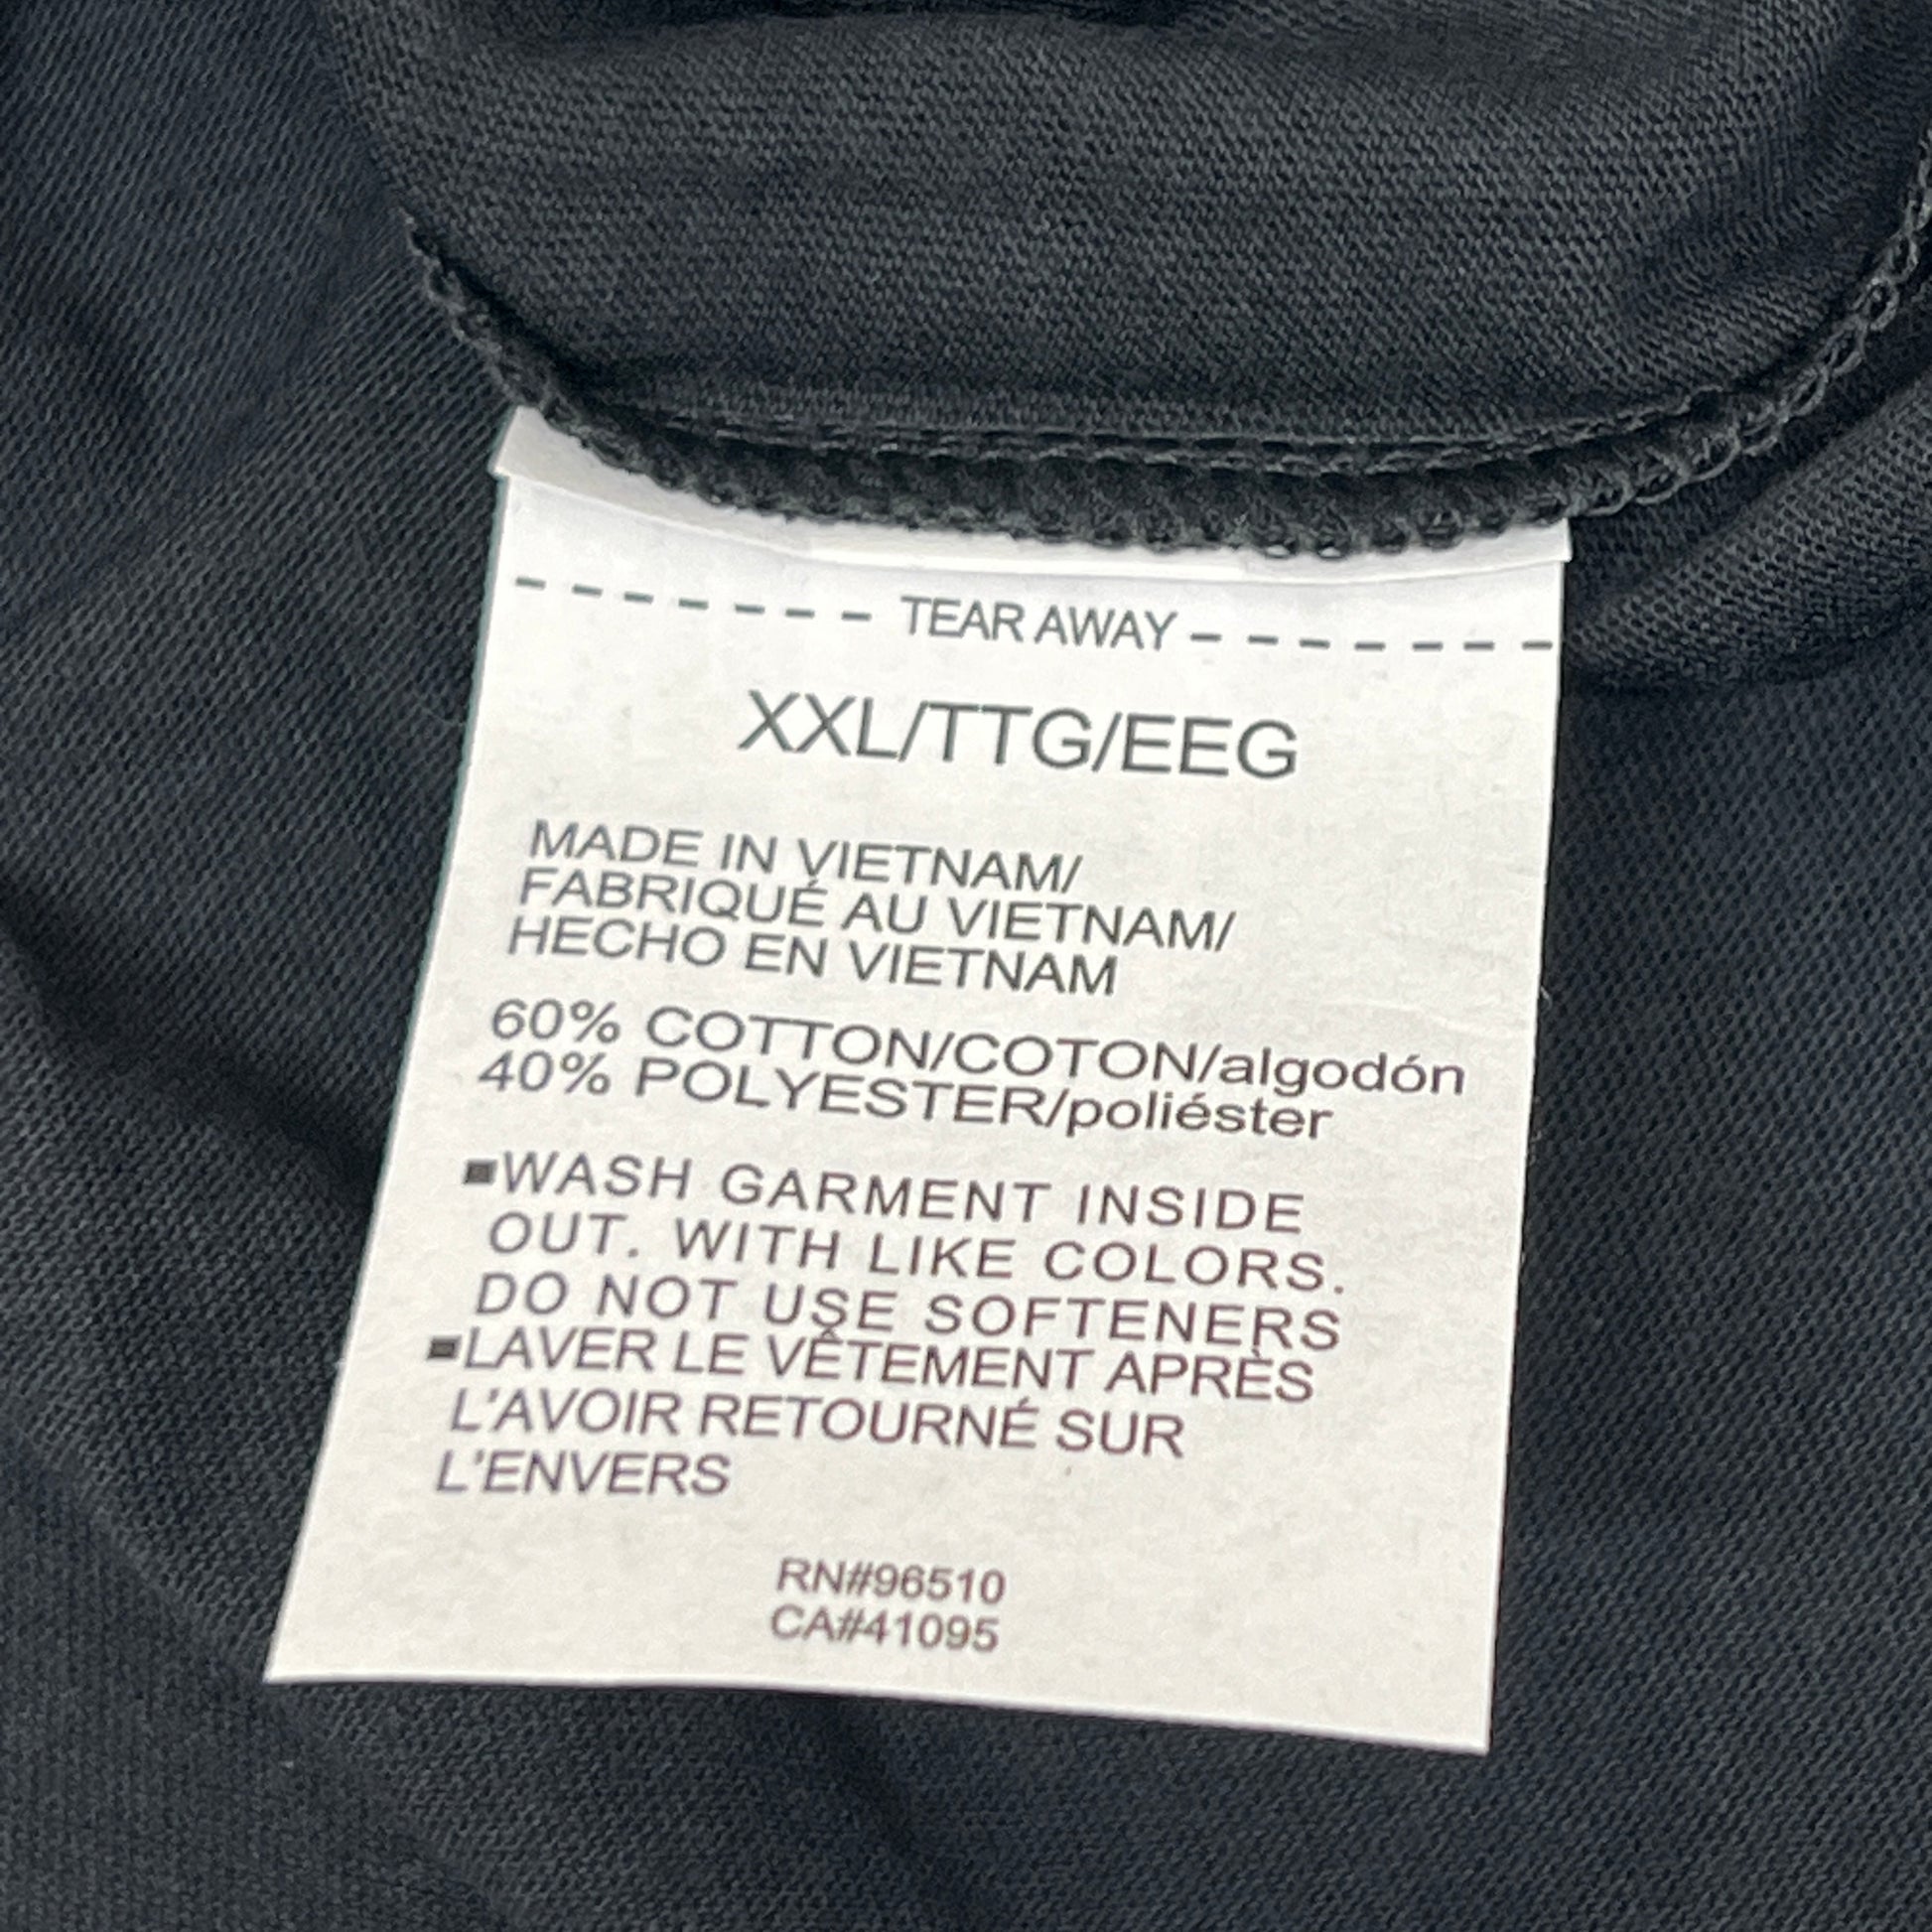 - - - - - - - TEAR AWAY - - - - - - -
XXL/TTG/EEG
MADE IN VIETNAM/
FABRIQUÉ AU VIETNAM/
HECHO EN VIETNAM
60% COTTON/COTON/algodón
40% POLYESTER/poliéster
▪WASH GARMENT INSIDE
OUT. WITH LIKE COLORS.
DO NOT USE SOFTENERS
▪LAVER LE VÊTEMENT APRÈS
L'AVOIR RETOURNÉ SUR
L'ENVERS
RN#96510
CA#41095